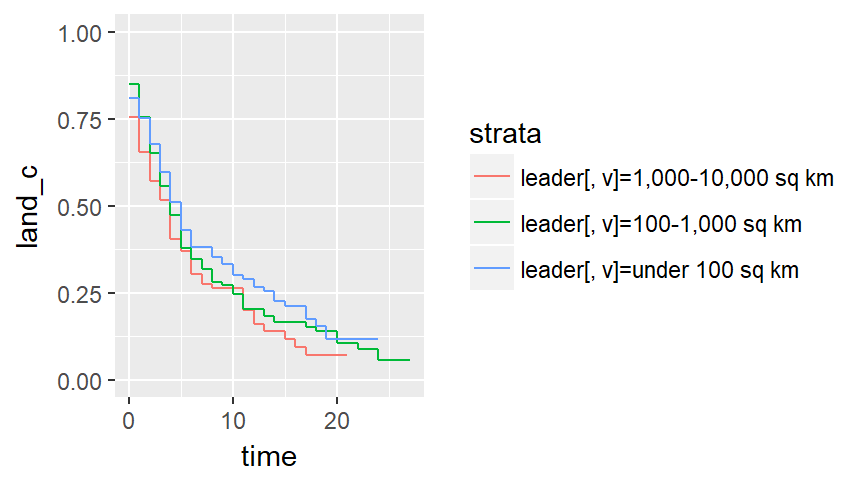 1.00
0.75
0.50
0.25
0.00
land_c
0
10
20
time
strata
leader[, v]=1,000-10,000 sq km
leader[, v]=100-1,000 sq km
leader[, v]=under 100 sq km